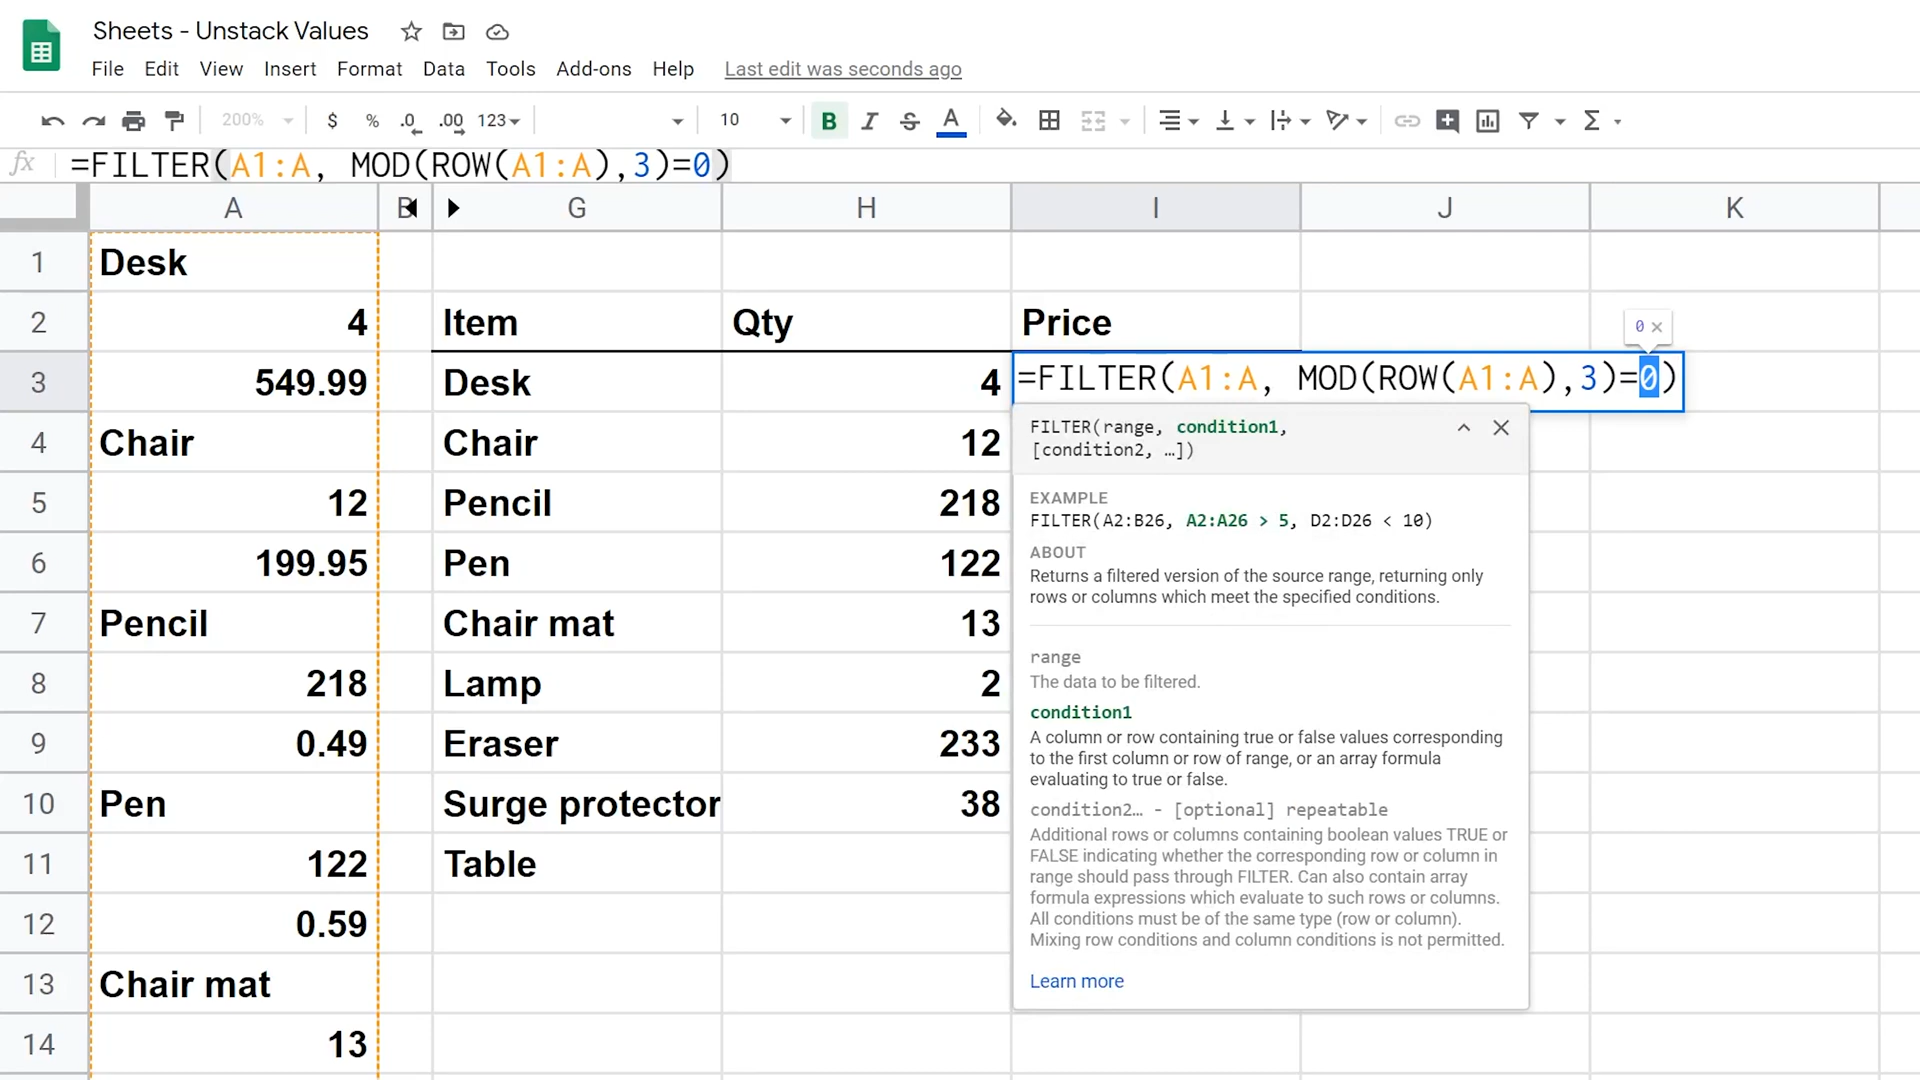 Sheets - Unstack Values
File Edit View Insert Format Data Tools Add-ons Help Last edit was seconds ago
200% $ % .0 .00 123 10 B I S A Σ
fx =FILTER(A1:A, MOD(ROW(A1:A),3)=0)
A B G H I J K
1 Desk
2 4 Item Qty Price
0 ×
3 549.99 Desk 4 =FILTER(A1:A, MOD(ROW(A1:A),3)=0)
4 Chair Chair 12
5 12 Pencil 218
6 199.95 Pen 122
7 Pencil Chair mat 13
8 218 Lamp 2
9 0.49 Eraser 233
10 Pen Surge protector 38
11 122 Table
12 0.59
13 Chair mat
14 13
FILTER(range, condition1,
[condition2, …])
EXAMPLE
FILTER(A2:B26, A2:A26 > 5, D2:D26 < 10)
ABOUT
Returns a filtered version of the source range, returning only
rows or columns which meet the specified conditions.
range
The data to be filtered.
condition1
A column or row containing true or false values corresponding
to the first column or row of range, or an array formula
evaluating to true or false.
condition2… - [optional] repeatable
Additional rows or columns containing boolean values TRUE or
FALSE indicating whether the corresponding row or column in
range should pass through FILTER. Can also contain array
formula expressions which evaluate to such rows or columns.
All conditions must be of the same type (row or column).
Mixing row conditions and column conditions is not permitted.
Learn more